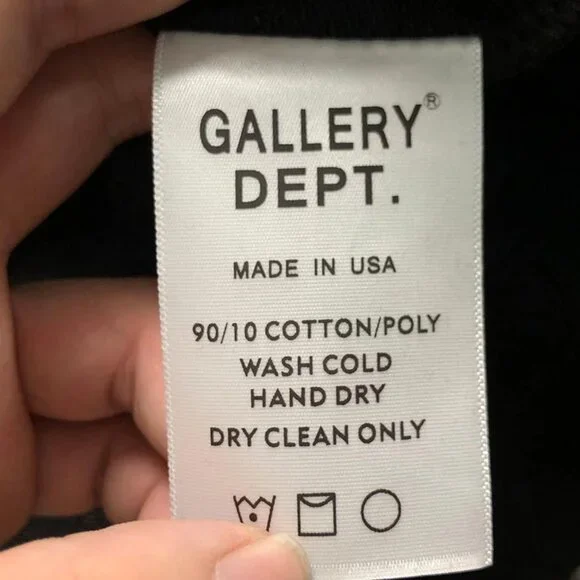 GALLERY®
DEPT.
MADE IN USA
90/10 COTTON/POLY
WASH COLD
HAND DRY
DRY CLEAN ONLY